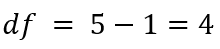 df = 5 − 1 = 4